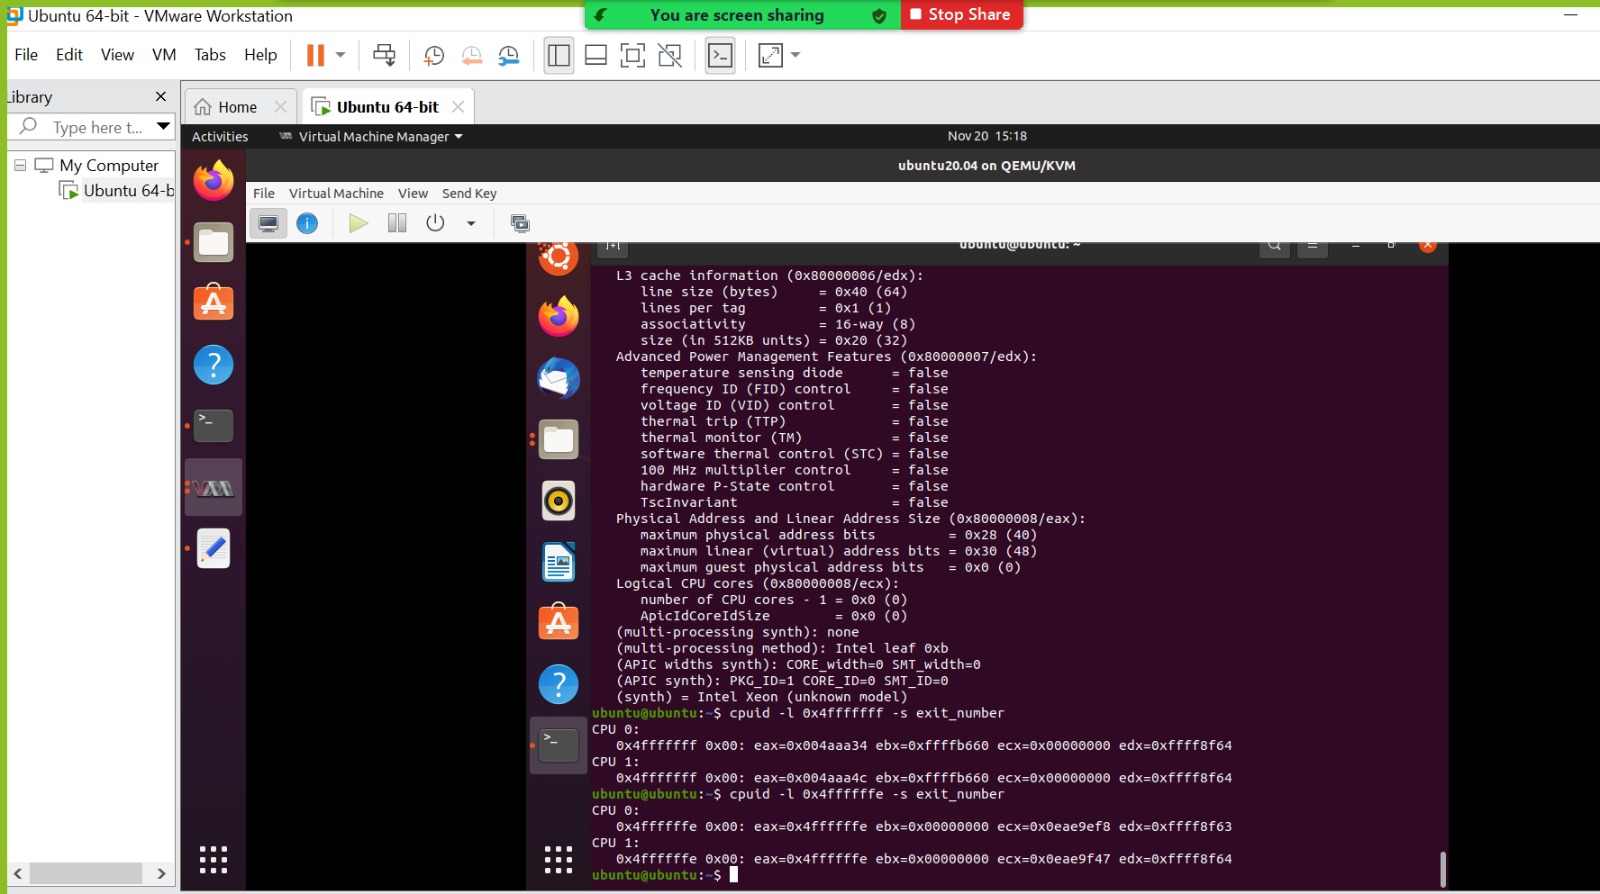 Ubuntu 64-bit - VMware Workstation
You are screen sharing
Stop Share
File Edit View VM Tabs Help
Library
Home
Ubuntu 64-bit
Type here t...
My Computer
Ubuntu 64-b
Activities Virtual Machine Manager Nov 20 15:18
ubuntu20.04 on QEMU/KVM
File Virtual Machine View Send Key
ubuntu@ubuntu: ~
L3 cache information (0x80000006/edx):
line size (bytes) = 0x40 (64)
lines per tag = 0x1 (1)
associativity = 16-way (8)
size (in 512KB units) = 0x20 (32)
Advanced Power Management Features (0x80000007/edx):
temperature sensing diode = false
frequency ID (FID) control = false
voltage ID (VID) control = false
thermal trip (TTP) = false
thermal monitor (TM) = false
software thermal control (STC) = false
100 MHz multiplier control = false
hardware P-State control = false
TscInvariant = false
Physical Address and Linear Address Size (0x80000008/eax):
maximum physical address bits = 0x28 (40)
maximum linear (virtual) address bits = 0x30 (48)
maximum guest physical address bits = 0x0 (0)
Logical CPU cores (0x80000008/ecx):
number of CPU cores - 1 = 0x0 (0)
ApicIdCoreIdSize = 0x0 (0)
(multi-processing synth): none
(multi-processing method): Intel leaf 0xb
(APIC widths synth): CORE_width=0 SMT_width=0
(APIC synth): PKG_ID=1 CORE_ID=0 SMT_ID=0
(synth) = Intel Xeon (unknown model)
ubuntu@ubuntu:~$ cpuid -l 0x4fffffff -s exit_number
CPU 0:
0x4fffffff 0x00: eax=0x004aaa34 ebx=0xffffb660 ecx=0x00000000 edx=0xffff8f64
CPU 1:
0x4fffffff 0x00: eax=0x004aaa4c ebx=0xffffb660 ecx=0x00000000 edx=0xffff8f64
ubuntu@ubuntu:~$ cpuid -l 0x4ffffffe -s exit_number
CPU 0:
0x4ffffffe 0x00: eax=0x4ffffffe ebx=0x00000000 ecx=0x0eae9ef8 edx=0xffff8f63
CPU 1:
0x4ffffffe 0x00: eax=0x4ffffffe ebx=0x00000000 ecx=0x0eae9f47 edx=0xffff8f64
ubuntu@ubuntu:~$